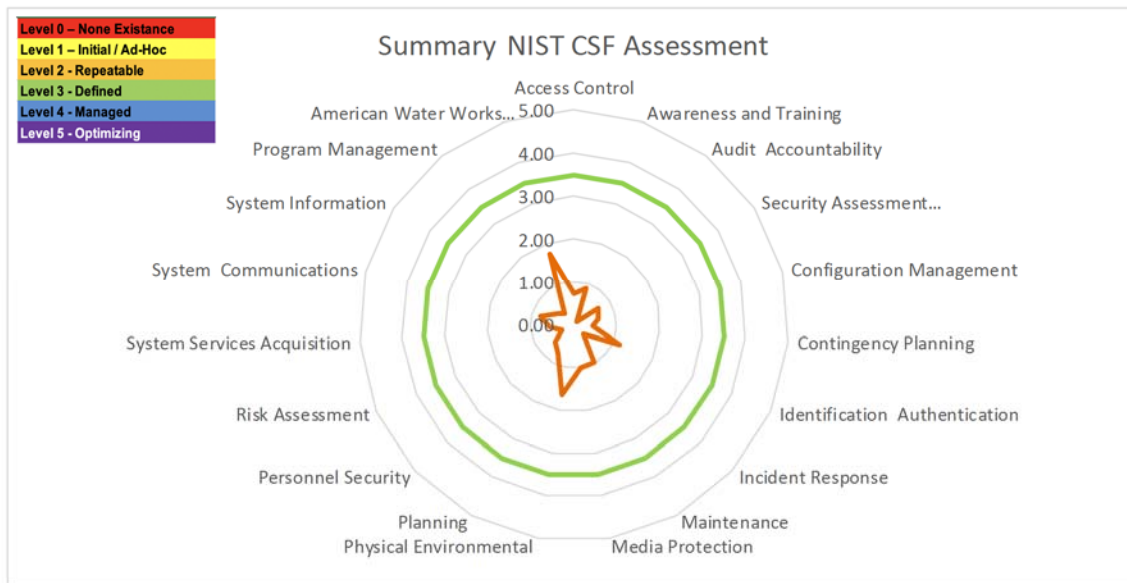 Level 0 – None Existance
Level 1 – Initial / Ad-Hoc
Level 2 - Repeatable
Level 3 - Defined
Level 4 - Managed
Level 5 - Optimizing
Summary NIST CSF Assessment
Access Control
5.00
American Water Works...
Awareness and Training
Program Management
4.00
Audit Accountability
System Information
3.00
Security Assessment...
2.00
System Communications
1.00
Configuration Management
0.00
System Services Acquisition
Contingency Planning
Risk Assessment
Identification Authentication
Personnel Security
Incident Response
Planning
Maintenance
Physical Environmental
Media Protection